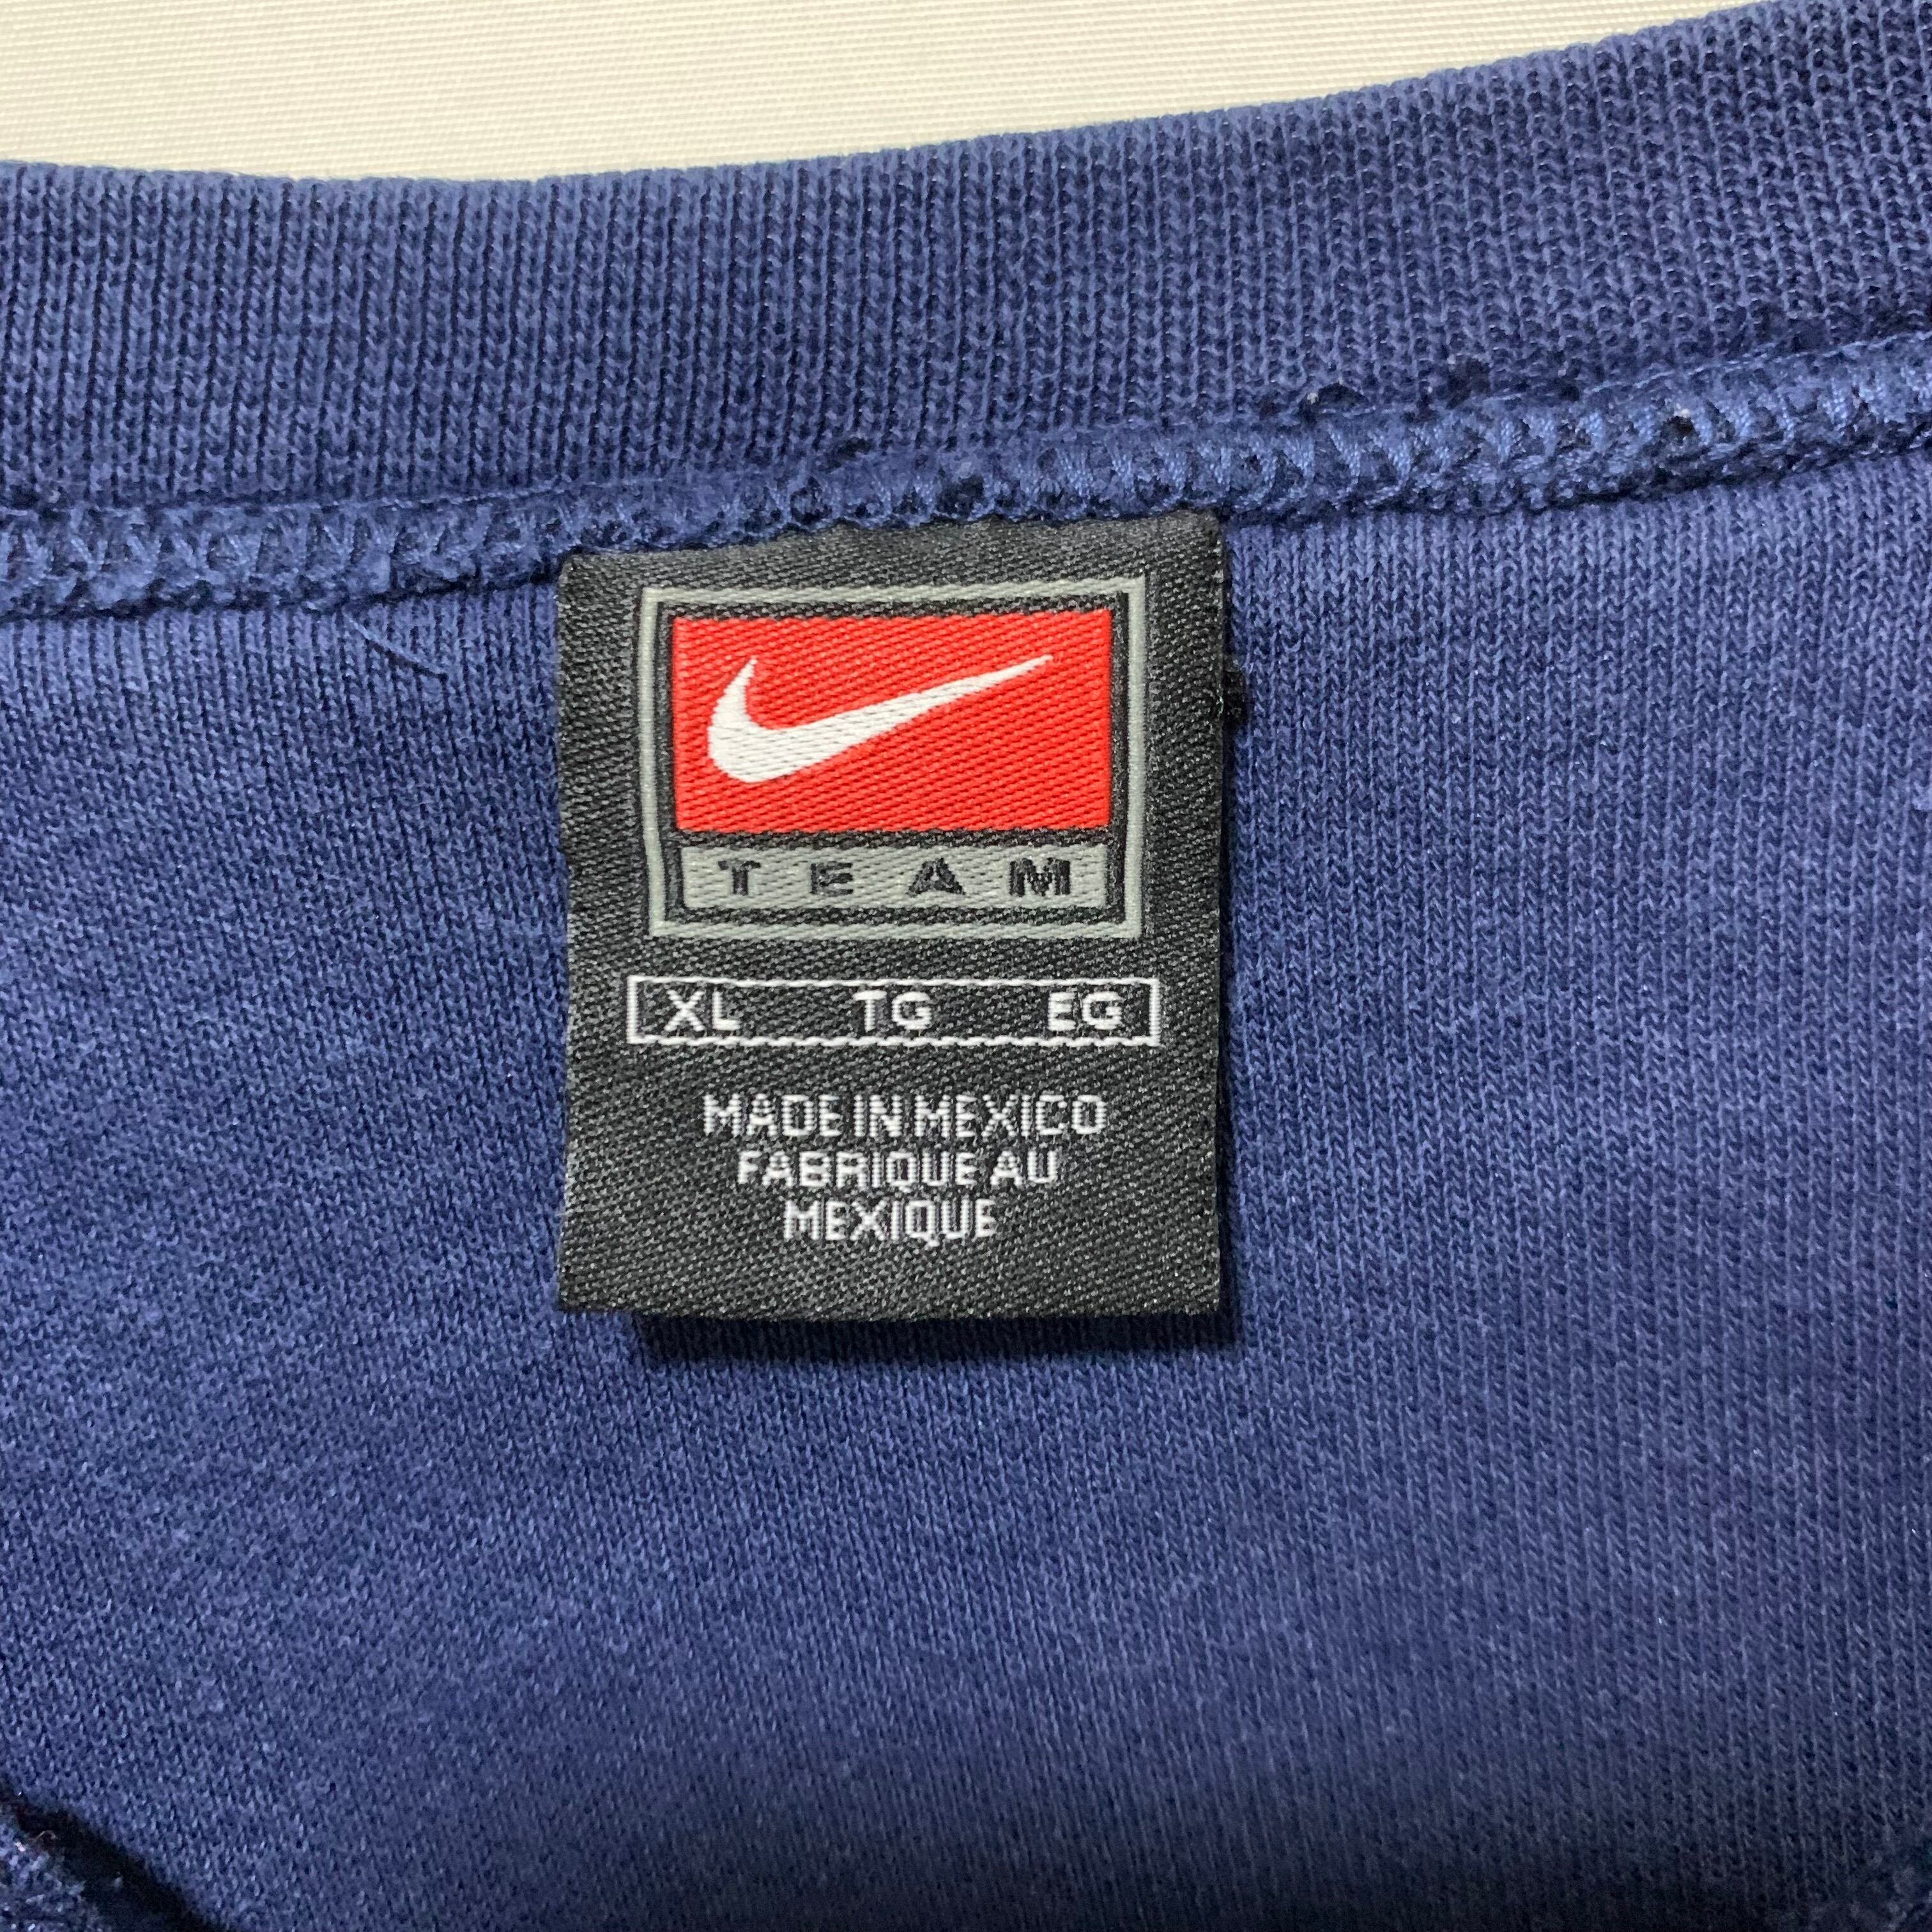 TEAM
XL TG EG
MADE IN MEXICO
FABRIQUE AU
MEXIQUE